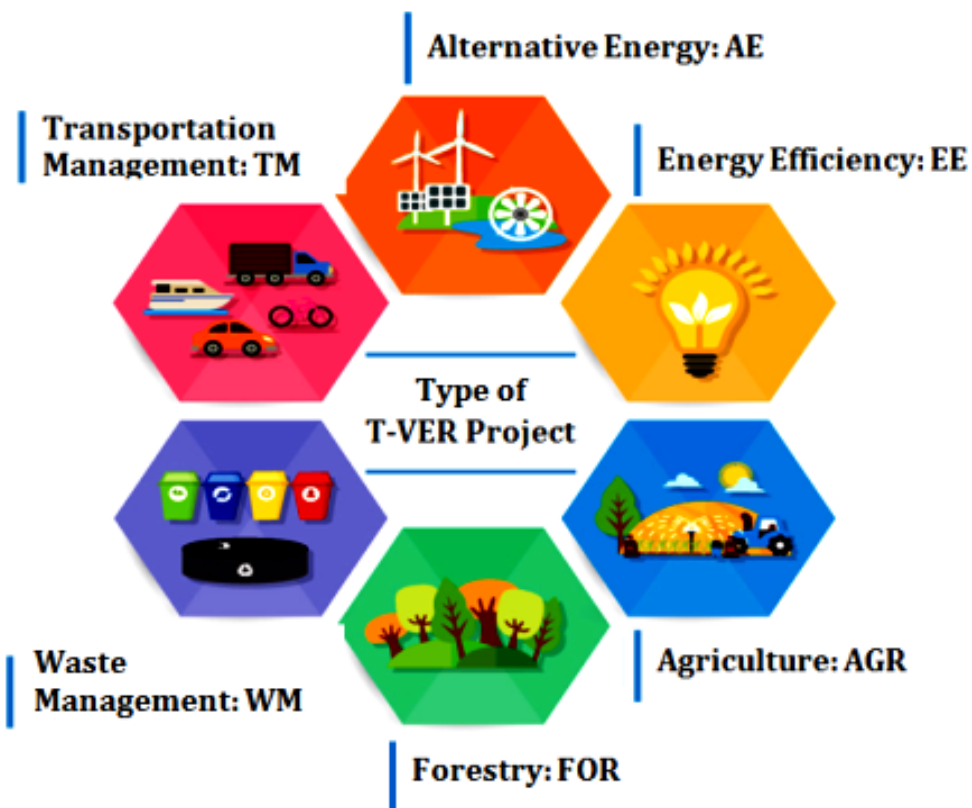 Alternative Energy: AE
Transportation
Management: TM
Energy Efficiency: EE
Type of
T-VER Project
Waste
Management: WM
Agriculture: AGR
Forestry: FOR